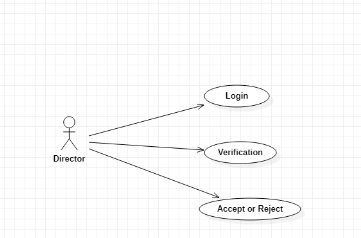 Login
Director
Verification
Accept or Reject